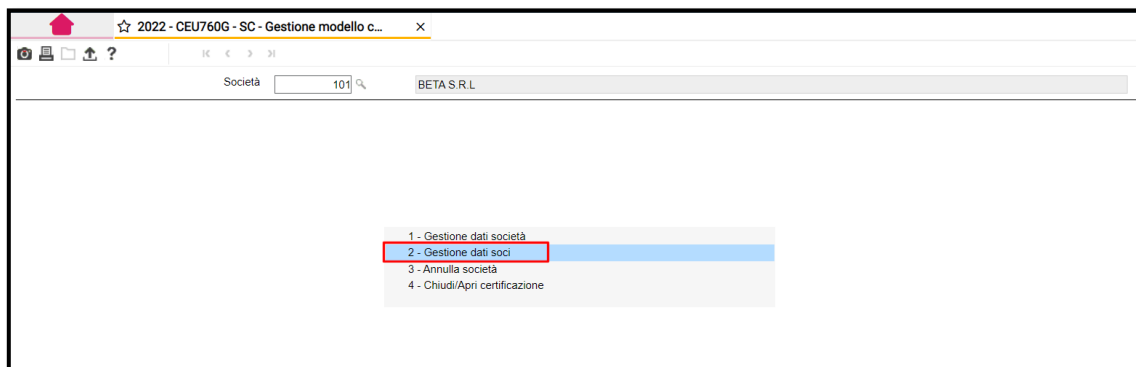 2022 - CEU760G - SC - Gestione modello c...
?
Società 101 BETA S.R.L
1 - Gestione dati società
2 - Gestione dati soci
3 - Annulla società
4 - Chiudi/Apri certificazione